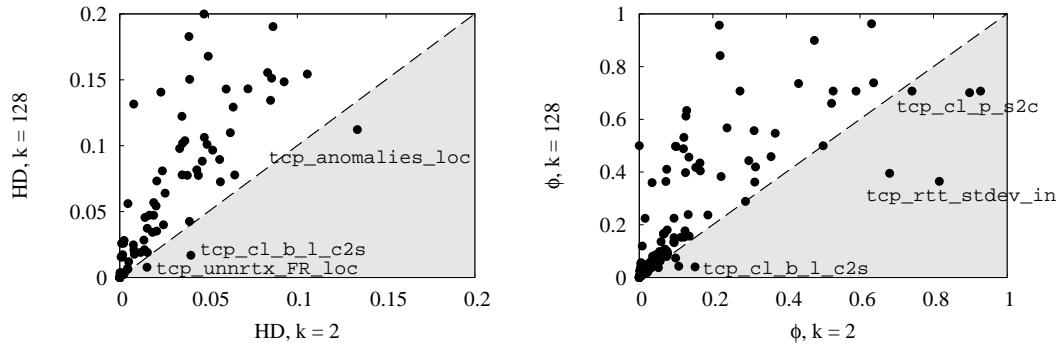 0.2
0.15
0.1
0.05
0
0
0.05
0.1
0.15
0.2
HD, k = 128
HD, k = 2
tcp_anomalies_loc
tcp_cl_b_l_c2s
tcp_unnrtx_FR_loc
1
0.8
0.6
0.4
0.2
0
0
0.2
0.4
0.6
0.8
1
ϕ, k = 128
ϕ, k = 2
tcp_cl_p_s2c
tcp_rtt_stdev_in
tcp_cl_b_l_c2s